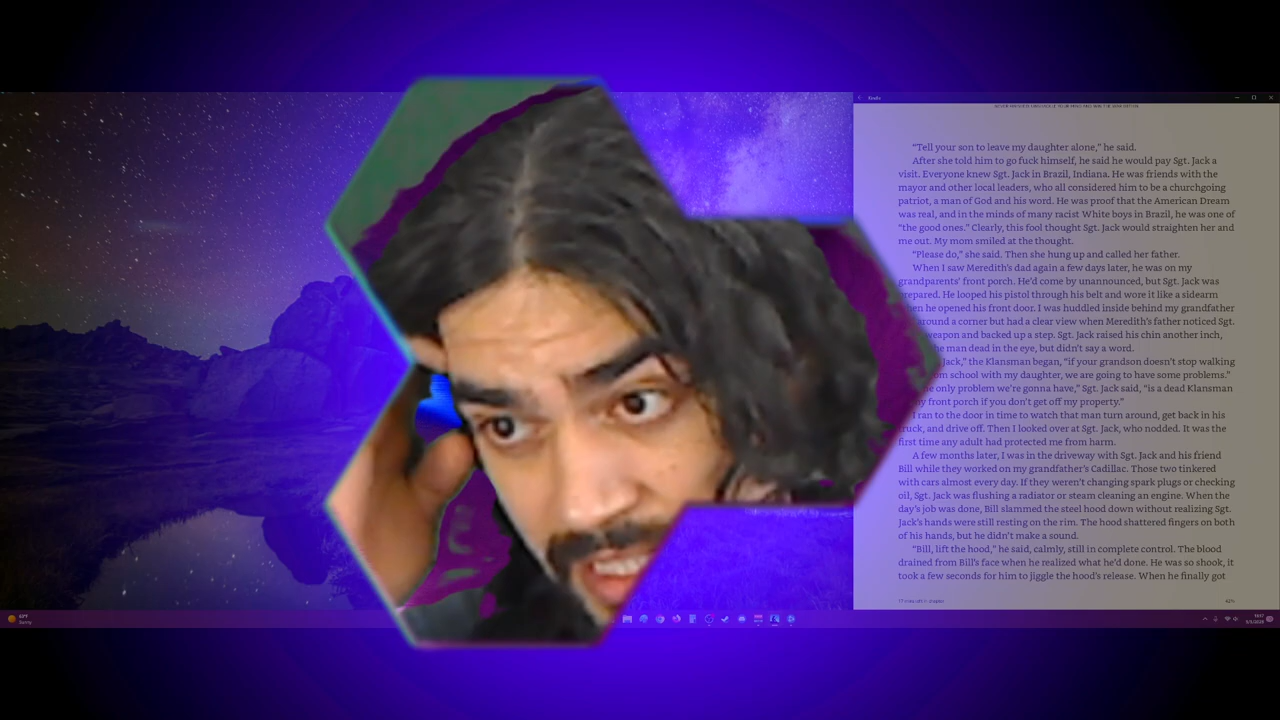 Kindle
NEVER FINISHED: UNSHACKLE YOUR MIND AND WIN THE WAR WITHIN
“Tell your son to leave my daughter alone,” he said.
After she told him to go fuck himself, he said he would pay Sgt. Jack a
visit. Everyone knew Sgt. Jack in Brazil, Indiana. He was friends with the
mayor and other local leaders, who all considered him to be a churchgoing
patriot, a man of God and his word. He was proof that the American Dream
was real, and in the minds of many racist White boys in Brazil, he was one of
“the good ones.” Clearly, this fool thought Sgt. Jack would straighten her and
me out. My mom smiled at the thought.
“Please do,” she said. Then she hung up and called her father.
When I saw Meredith’s dad again a few days later, he was on my
grandparents’ front porch. He’d come by unannounced, but Sgt. Jack was
prepared. He looped his pistol through his belt and wore it like a sidearm
when he opened his front door. I was huddled inside behind my grandfather
around a corner but had a clear view when Meredith’s father noticed Sgt.
weapon and backed up a step. Sgt. Jack raised his chin another inch,
man dead in the eye, but didn’t say a word.
Jack,” the Klansman began, “if your grandson doesn’t stop walking
school with my daughter, we are going to have some problems.”
only problem we’re gonna have,” Sgt. Jack said, “is a dead Klansman
front porch if you don’t get off my property.”
I ran to the door in time to watch that man turn around, get back in his
truck, and drive off. Then I looked over at Sgt. Jack, who nodded. It was the
first time any adult had protected me from harm.
A few months later, I was in the driveway with Sgt. Jack and his friend
Bill while they worked on my grandfather’s Cadillac. Those two tinkered
with cars almost every day. If they weren’t changing spark plugs or checking
oil, Sgt. Jack was flushing a radiator or steam cleaning an engine. When the
day’s job was done, Bill slammed the steel hood down without realizing Sgt.
Jack’s hands were still resting on the rim. The hood shattered fingers on both
of his hands, but he didn’t make a sound.
“Bill, lift the hood,” he said, calmly, still in complete control. The blood
drained from Bill’s face when he realized what he’d done. He was so shook, it
took a few seconds for him to jiggle the hood’s release. When he finally got
42%
Sunny